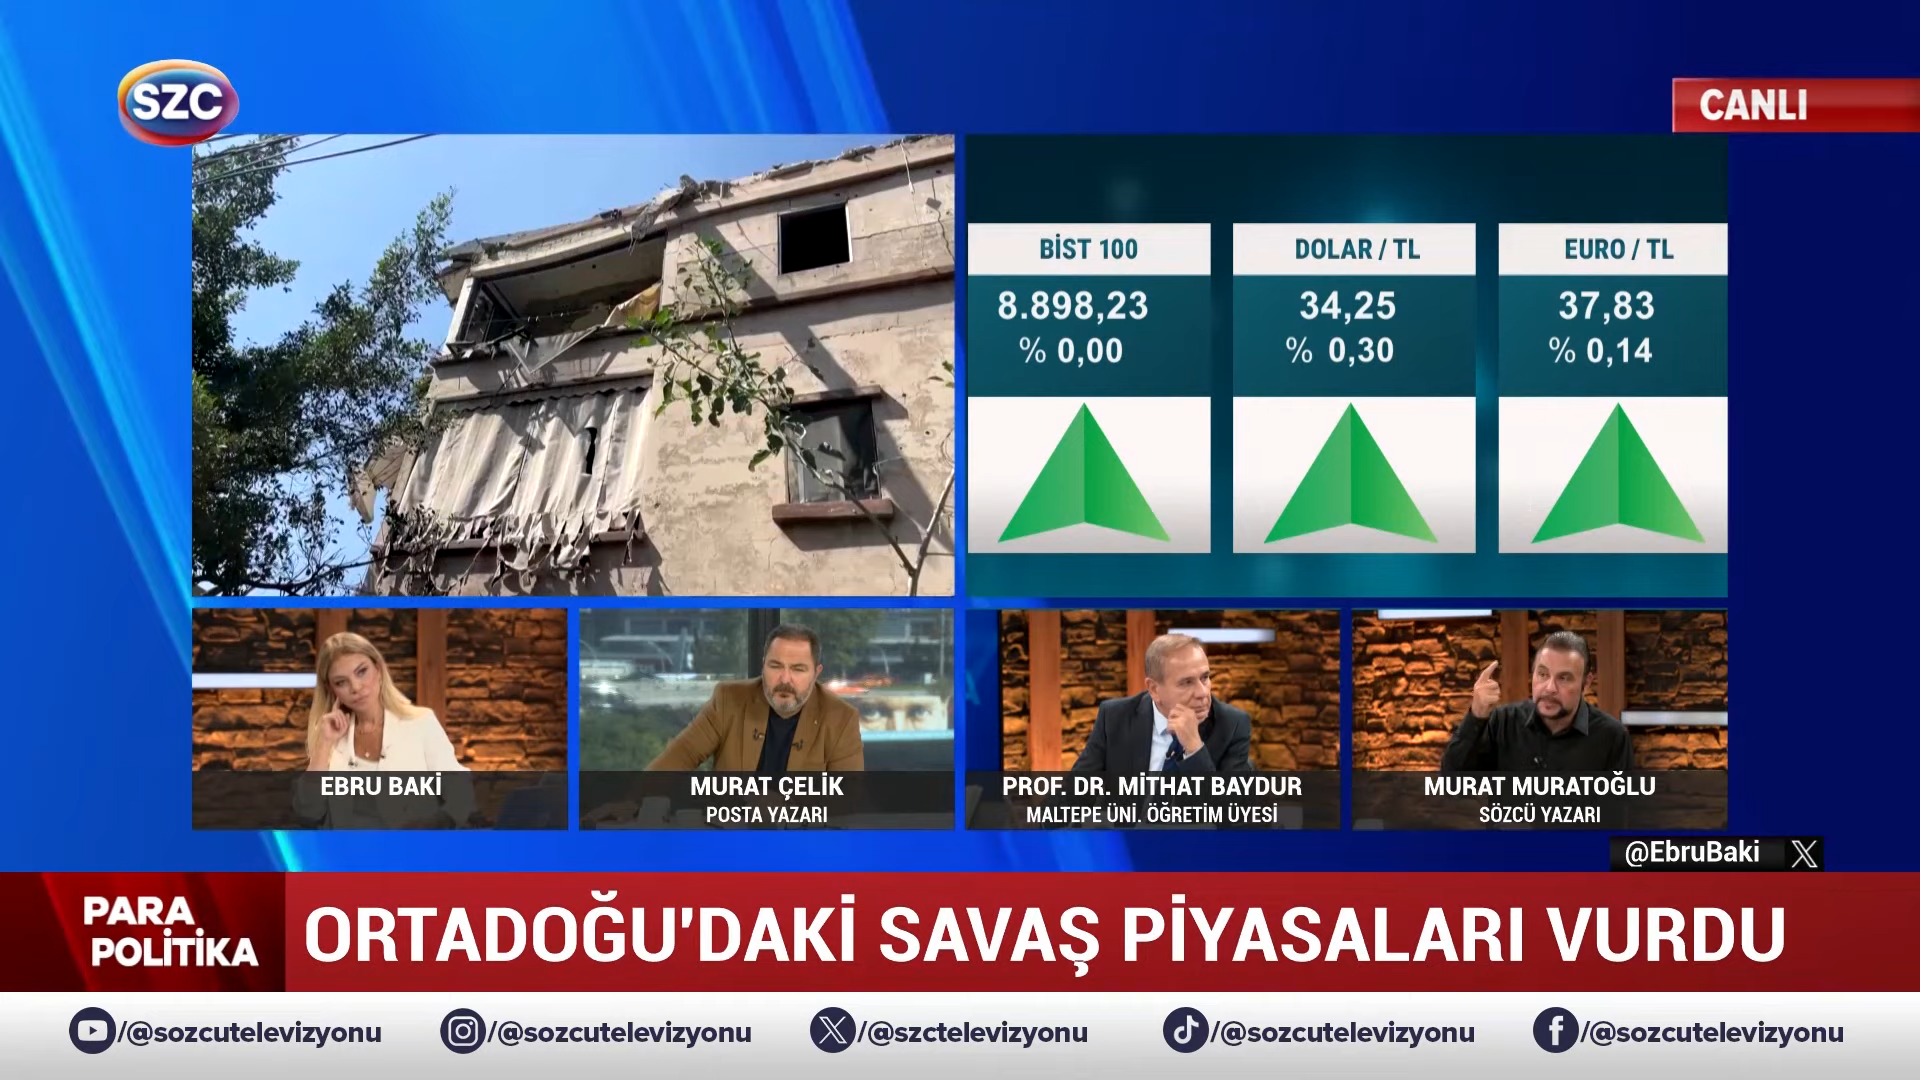 SZC
CANLI
BİST 100
8.898,23
% 0,00
DOLAR / TL
34,25
% 0,30
EURO / TL
37,83
% 0,14
EBRU BAKİ
MURAT ÇELİK
POSTA YAZARI
PROF. DR. MİTHAT BAYDUR
MALTEPE ÜNİ. ÖĞRETİM ÜYESİ
MURAT MURATOĞLU
SÖZCÜ YAZARI
@EbruBaki
PARA
POLİTİKA
ORTADOĞU'DAKİ SAVAŞ PİYASALARI VURDU
/@sozcutelevizyonu
/@sozcutelevizyonu
/@szctelevizyonu
/@sozcutelevizyonu
/@sozcutelevizyonu